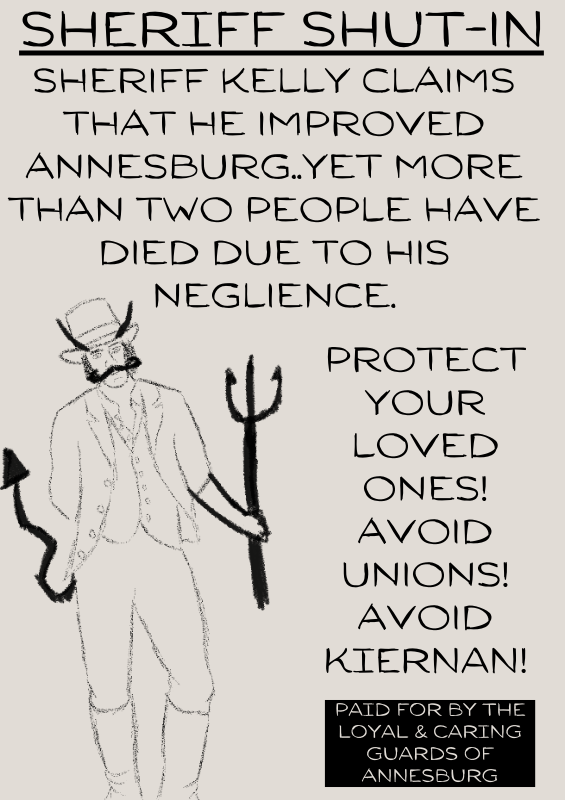 SHERIFF SHUT-IN
SHERIFF KELLY CLAIMS
THAT HE IMPROVED
ANNESBURG..YET MORE
THAN TWO PEOPLE HAVE
DIED DUE TO HIS
NEGLIENCE.
PROTECT
YOUR
LOVED
ONES!
AVOID
UNIONS!
AVOID
KIERNAN!
PAID FOR BY THE
LOYAL & CARING
GUARDS OF
ANNESBURG